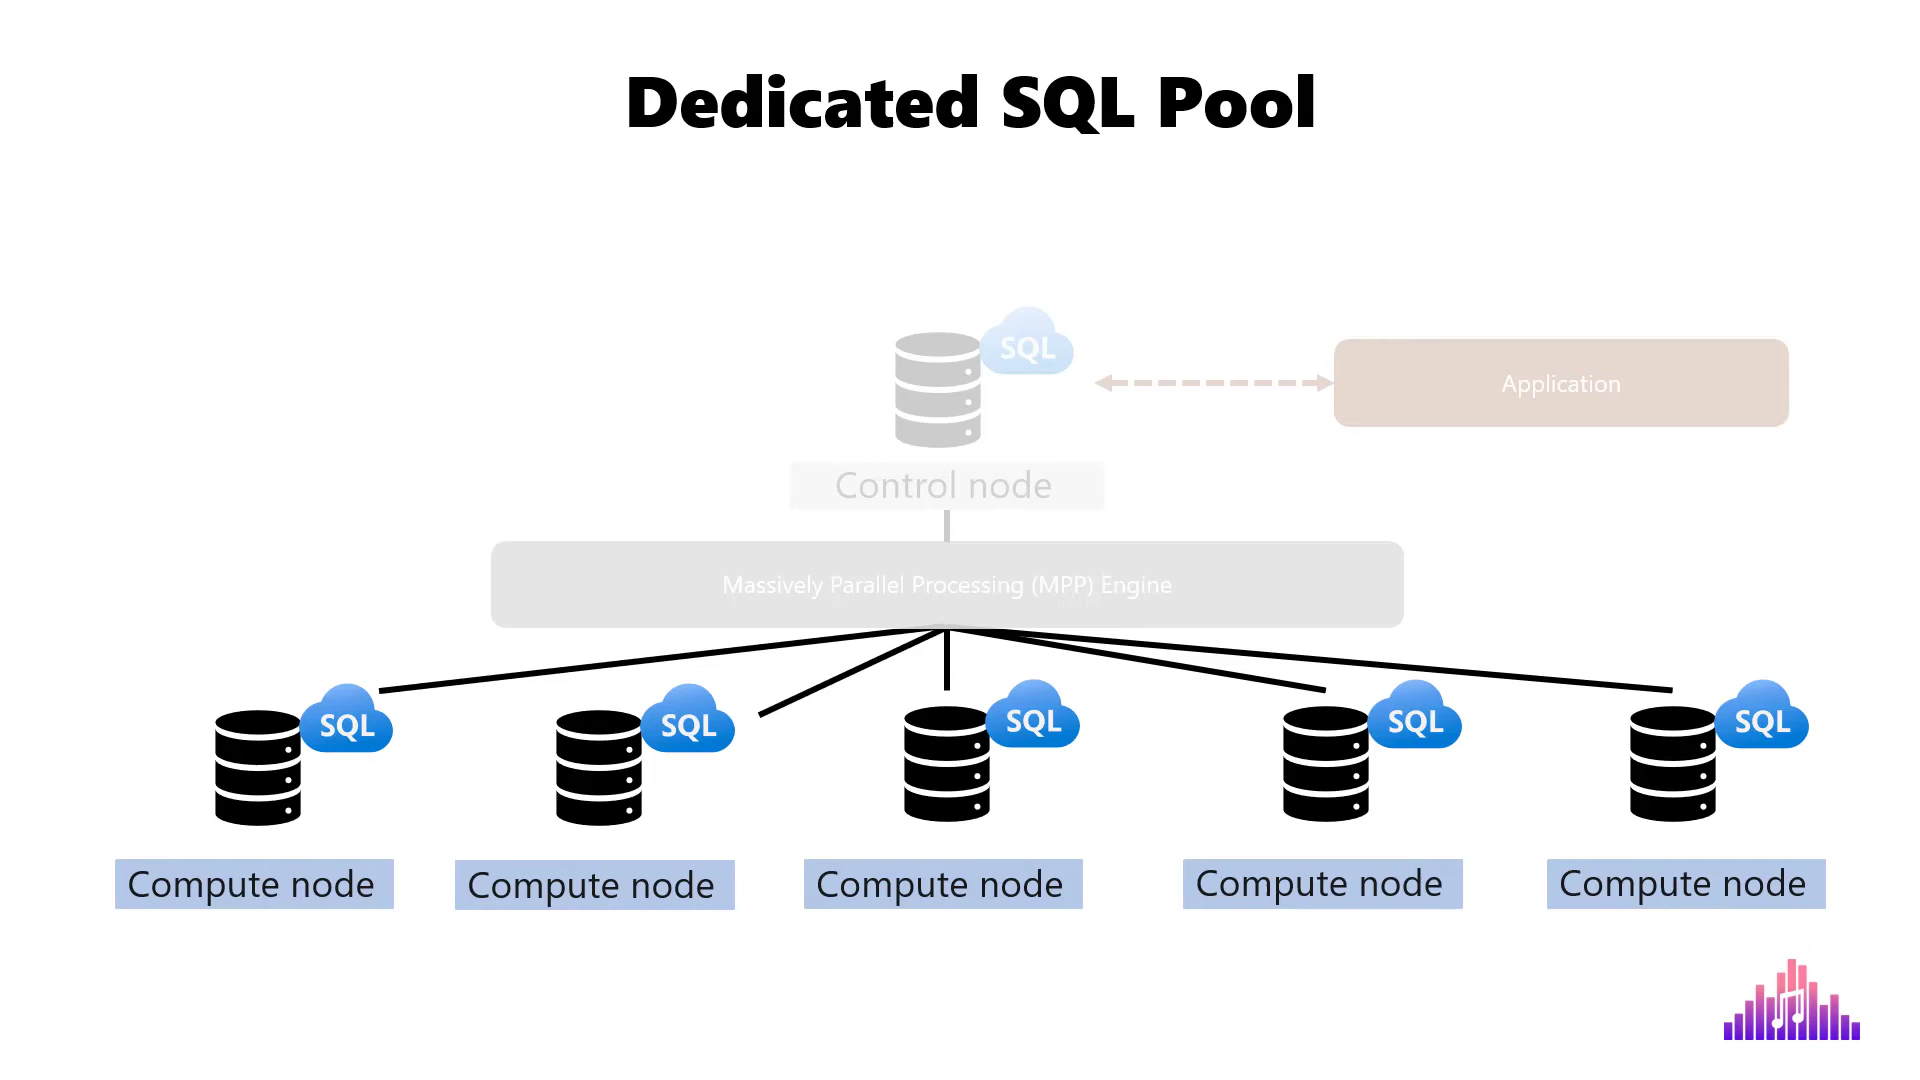 Dedicated SQL Pool
SQL
Application
Control node
Massively Parallel Processing (MPP) Engine
SQL
SQL
SQL
SQL
SQL
Compute node
Compute node
Compute node
Compute node
Compute node